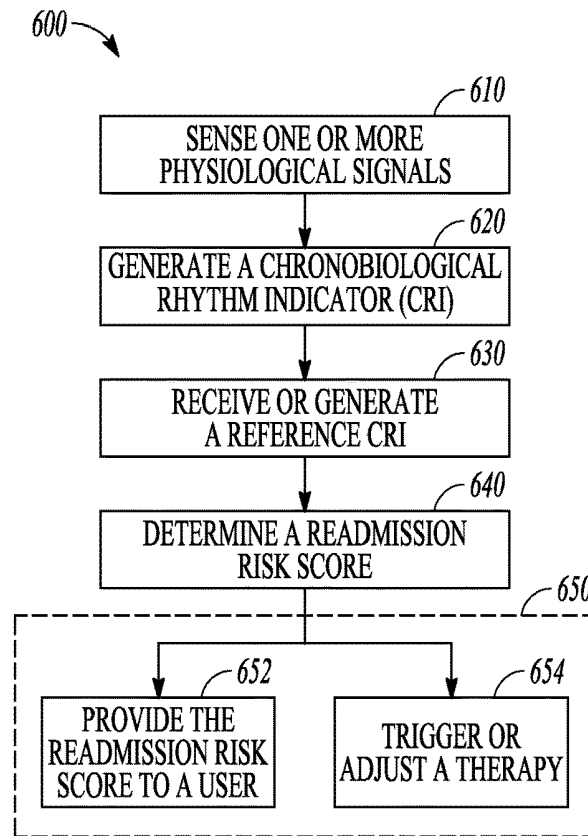 600
610
SENSE ONE OR MORE
PHYSIOLOGICAL SIGNALS
620
GENERATE A CHRONOBIOLOGICAL
RHYTHM INDICATOR (CRI)
630
RECEIVE OR GENERATE
A REFERENCE CRI
640
DETERMINE A READMISSION
RISK SCORE
650
652
PROVIDE THE
READMISSION RISK
SCORE TO A USER
654
TRIGGER OR
ADJUST A THERAPY